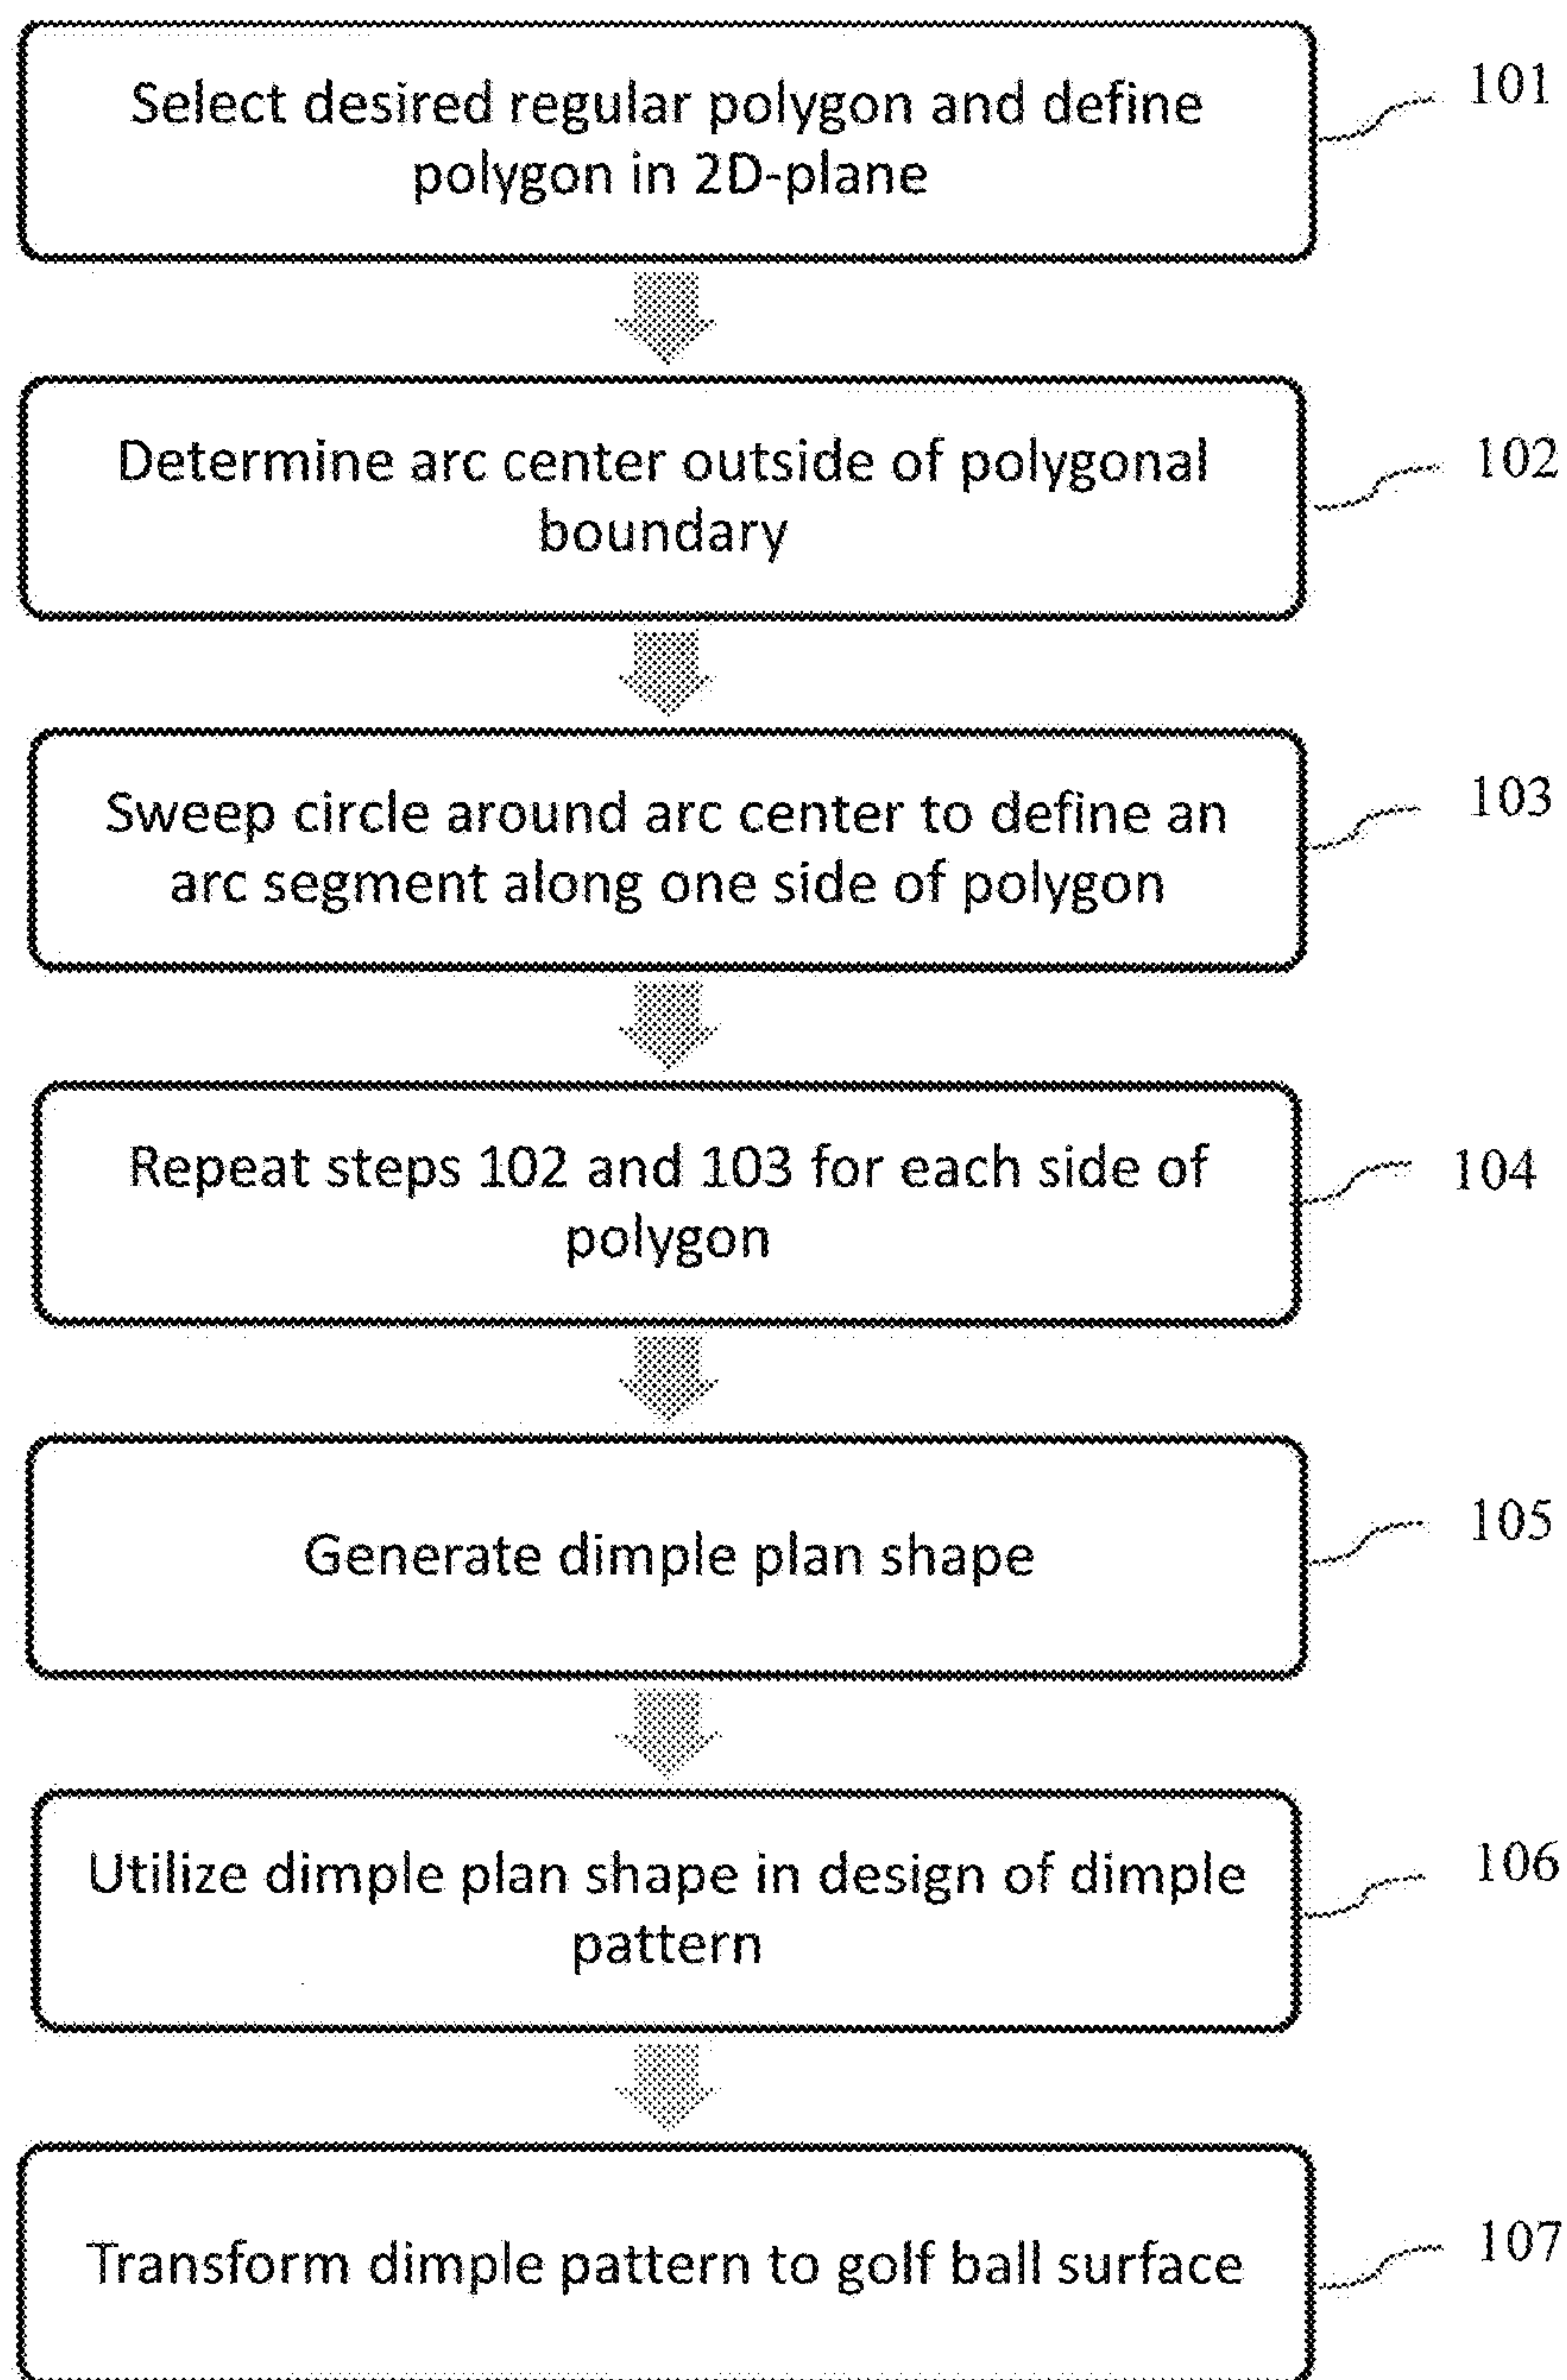 Select desired regular polygon and define
polygon in 2D-plane
101
Determine arc center outside of polygonal
boundary
102
Sweep circle around arc center to define an
arc segment along one side of polygon
103
Repeat steps 102 and 103 for each side of
polygon
104
Generate dimple plan shape
105
Utilize dimple plan shape in design of dimple
pattern
106
Transform dimple pattern to golf ball surface
107